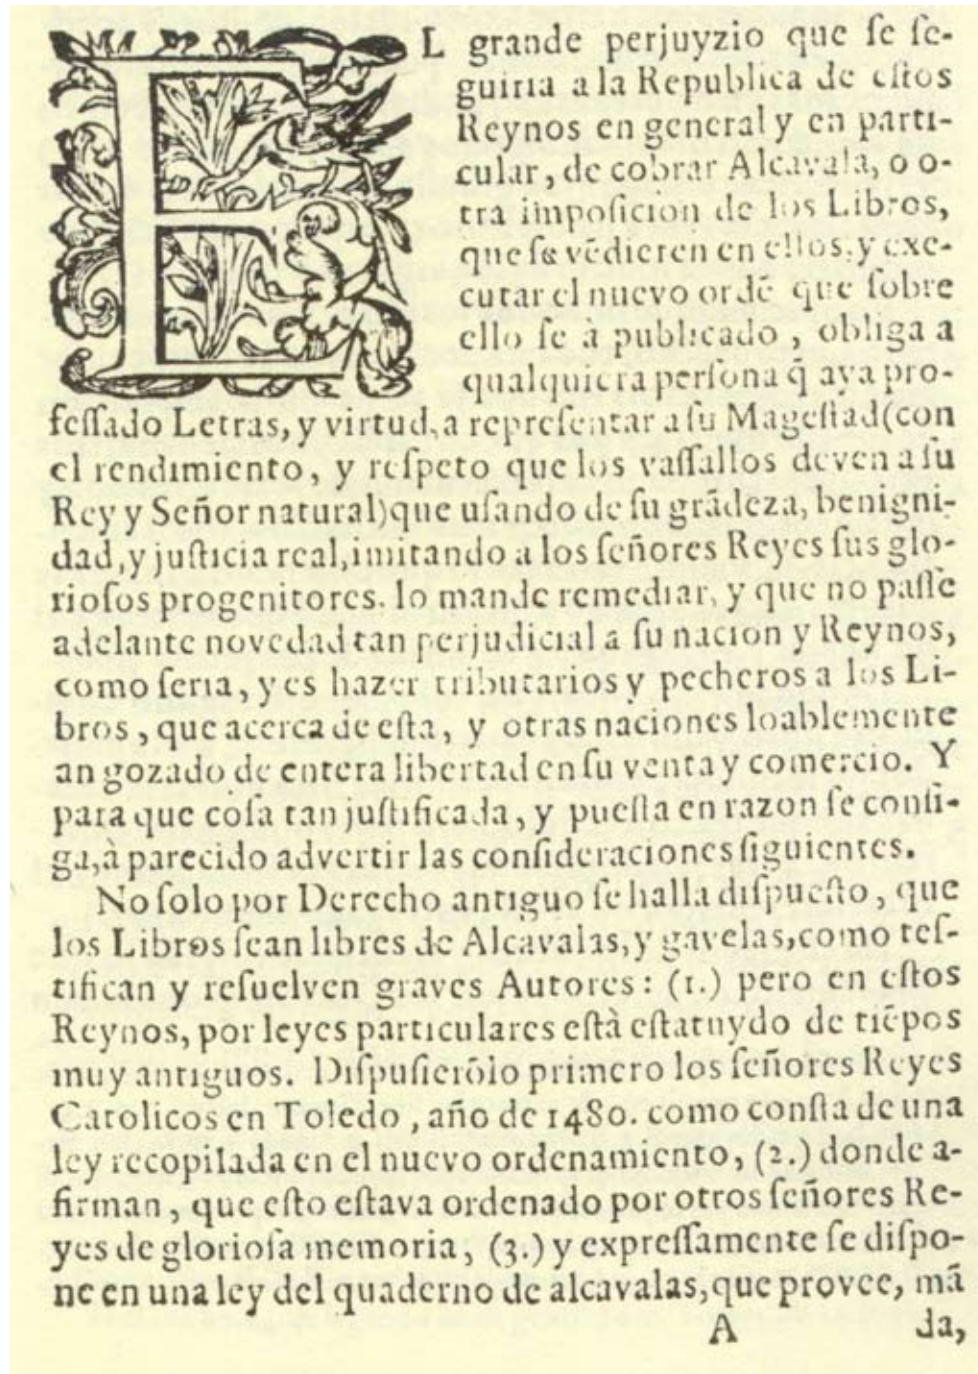 EL grande perjuyzio que ſe ſe-
guiria a la Republica de eſtos
Reynos en general y en parti-
cular, de cobrar Alcavala, o o-
tra impoſicion de los Libros,
que ſe vẽdieren en ellos, y exe-
cutar el nuevo ordẽ que ſobre
ello ſe à publicado, obliga a
qualquiera perſona q̃ aya pro-
feſſado Letras, y virtud, a repreſentar a ſu Mageſtad (con
el rendimiento, y reſpeto que los vaſſallos deven a ſu
Rey y Señor natural) que uſando de ſu grãdeza, benigni-
dad, y juſticia real, imitando a los ſeñores Reyes ſus glo-
rioſos progenitores. lo mande remediar, y que no paſſe
adelante novedad tan perjudicial a ſu nacion y Reynos,
como ſeria, y es hazer tributarios y pecheros a los Li-
bros, que acerca de eſta, y otras naciones loablemente
an gozado de entera libertad en ſu venta y comercio. Y
para que coſa tan juſtificada, y pueſta en razon ſe conſi-
ga, à parecido advertir las conſideraciones ſiguientes.
No ſolo por Derecho antiguo ſe halla diſpueſto, que
los Libros ſean libres de Alcavalas, y gavelas, como teſ-
tifican y reſuelven graves Autores: (1.) pero en eſtos
Reynos, por leyes particulares eſtà eſtatuydo de tiẽpos
muy antiguos. Diſpuſierõlo primero los ſeñores Reyes
Catolicos en Toledo, año de 1480. como conſta de una
ley recopilada en el nuevo ordenamiento, (2.) donde a-
firman, que eſto eſtava ordenado por otros ſeñores Re-
yes de glorioſa memoria, (3.) y expreſſamente ſe diſpo-
ne en una ley del quaderno de alcavalas, que provee, mã
A da,